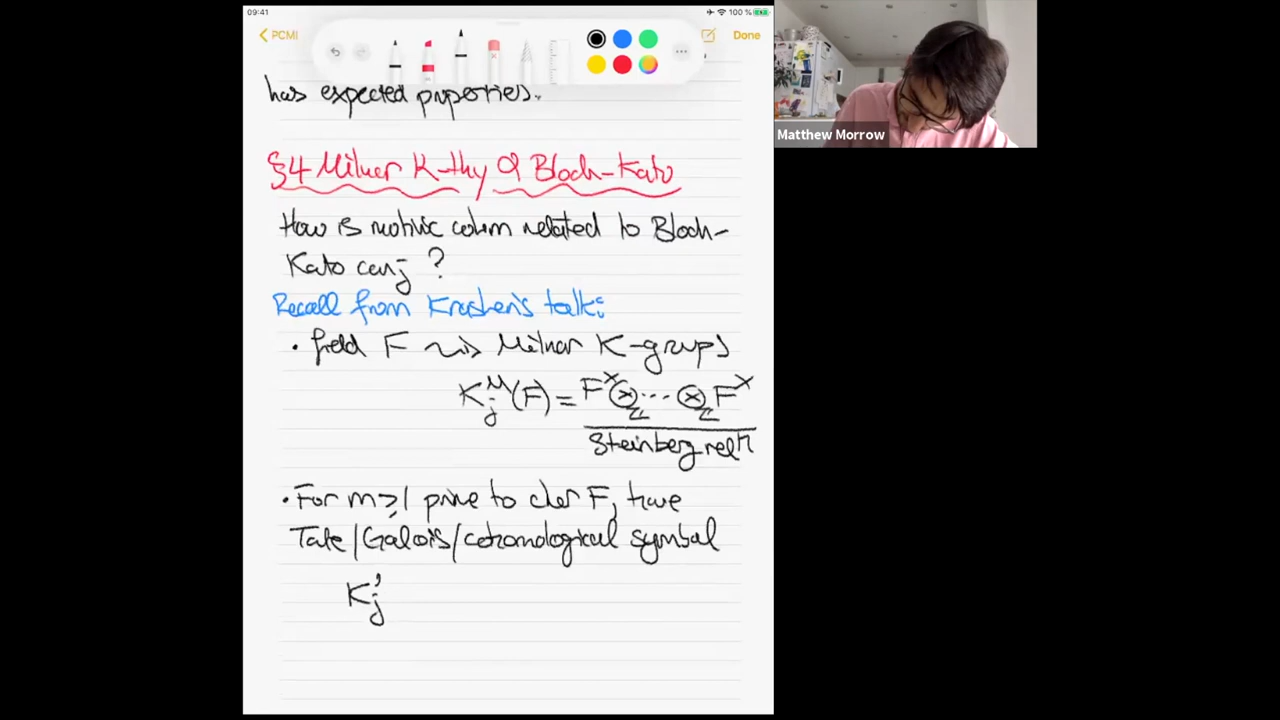 09:41
100 %
PCMI
Done
has expected properties.
§4 Milnor K-thy & Bloch-Kato
How is motivic cohom related to Bloch-
Kato conj ?
Recall from Krashen's talk:
• field F ⇝ Milnor K-groups
K_j^M(F) = F^× ⊗_ℤ ... ⊗_ℤ F^×
Steinberg rel^n
• For m ≥ 1 prime to char F, have
Tate/Galois/cohomological symbol
K_j
Matthew Morrow